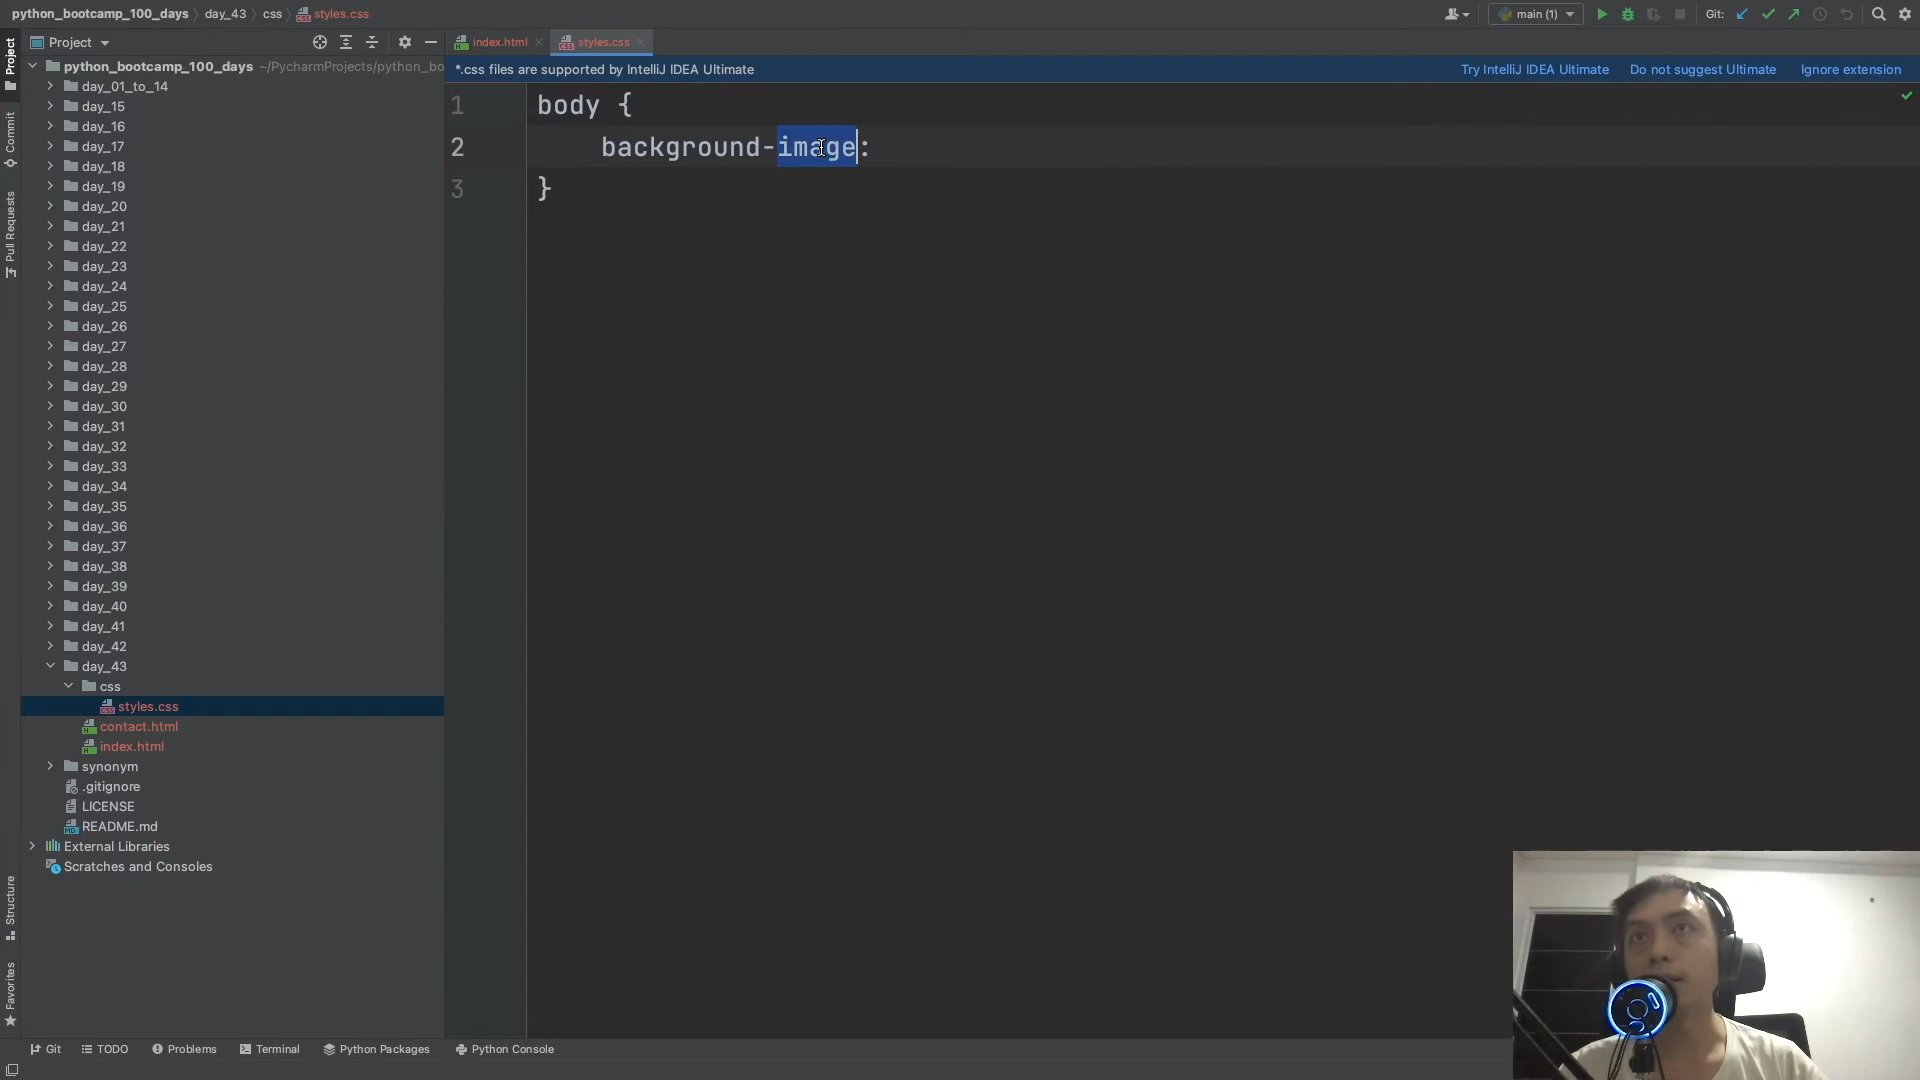 python_bootcamp_100_days day_43 css styles.css
main (1) Git:
Project
index.html styles.css
*.css files are supported by IntelliJ IDEA Ultimate Try IntelliJ IDEA Ultimate Do not suggest Ultimate Ignore extension
python_bootcamp_100_days ~/PycharmProjects/python_bo
day_01_to_14
day_15
day_16
day_17
day_18
day_19
day_20
day_21
day_22
day_23
day_24
day_25
day_26
day_27
day_28
day_29
day_30
day_31
day_32
day_33
day_34
day_35
day_36
day_37
day_38
day_39
day_40
day_41
day_42
day_43
css
styles.css
contact.html
index.html
synonym
.gitignore
LICENSE
README.md
External Libraries
Scratches and Consoles
1 body {
2 background-image:
3 }
Project
Commit
Pull Requests
Structure
Favorites
Git TODO Problems Terminal Python Packages Python Console